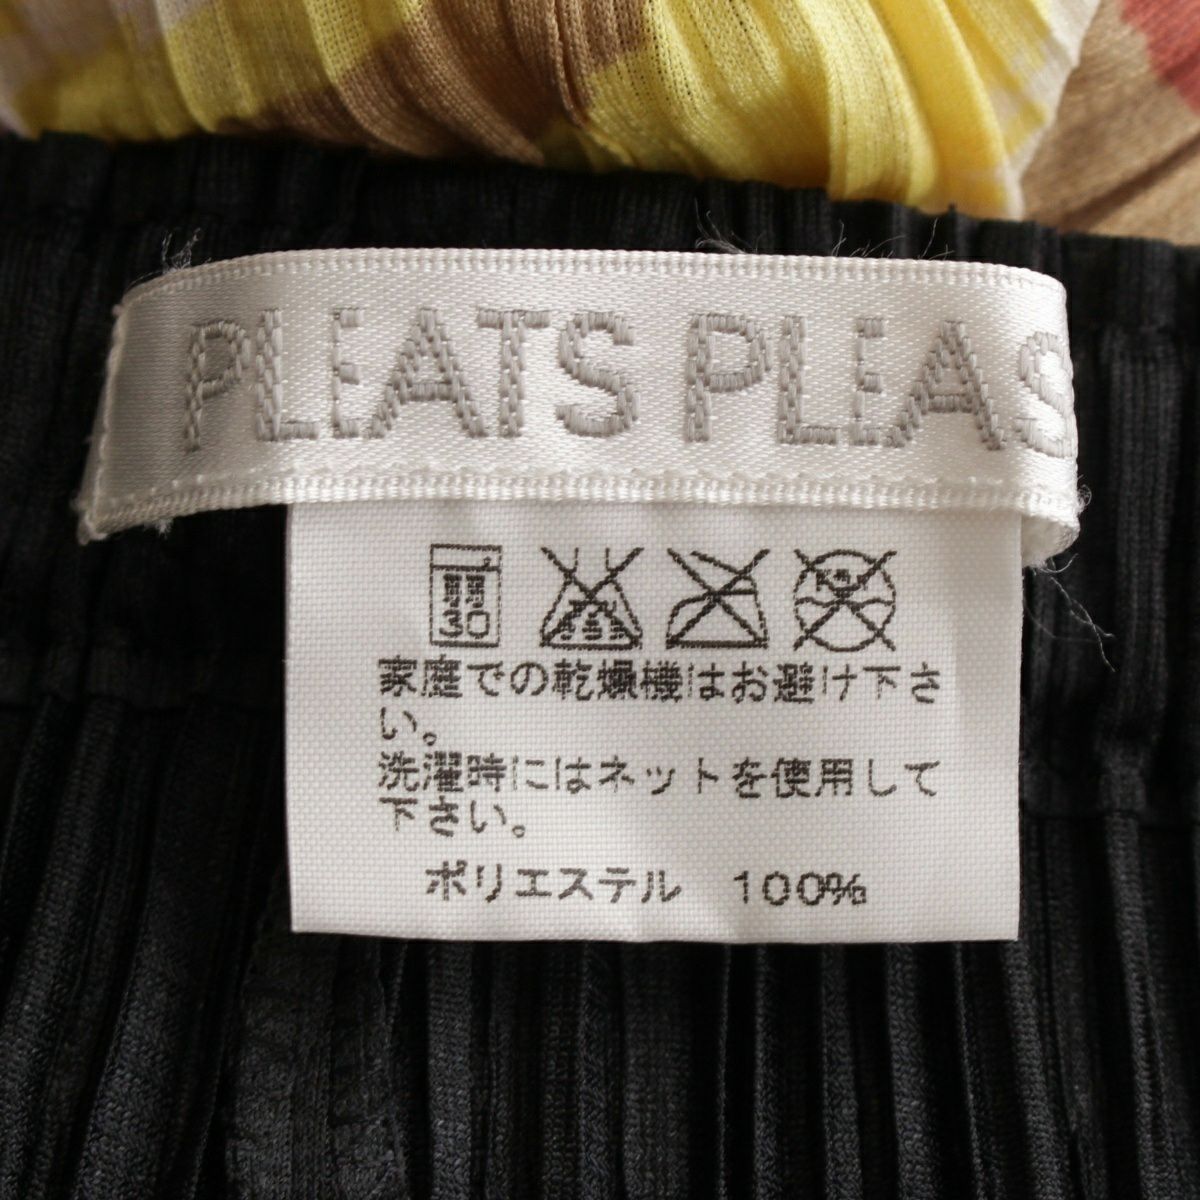 PLEATS PLEAS
弱
30
家庭での乾燥機はお避け下さ
い。
洗濯時にはネットを使用して
下さい。
ポリエステル 100%